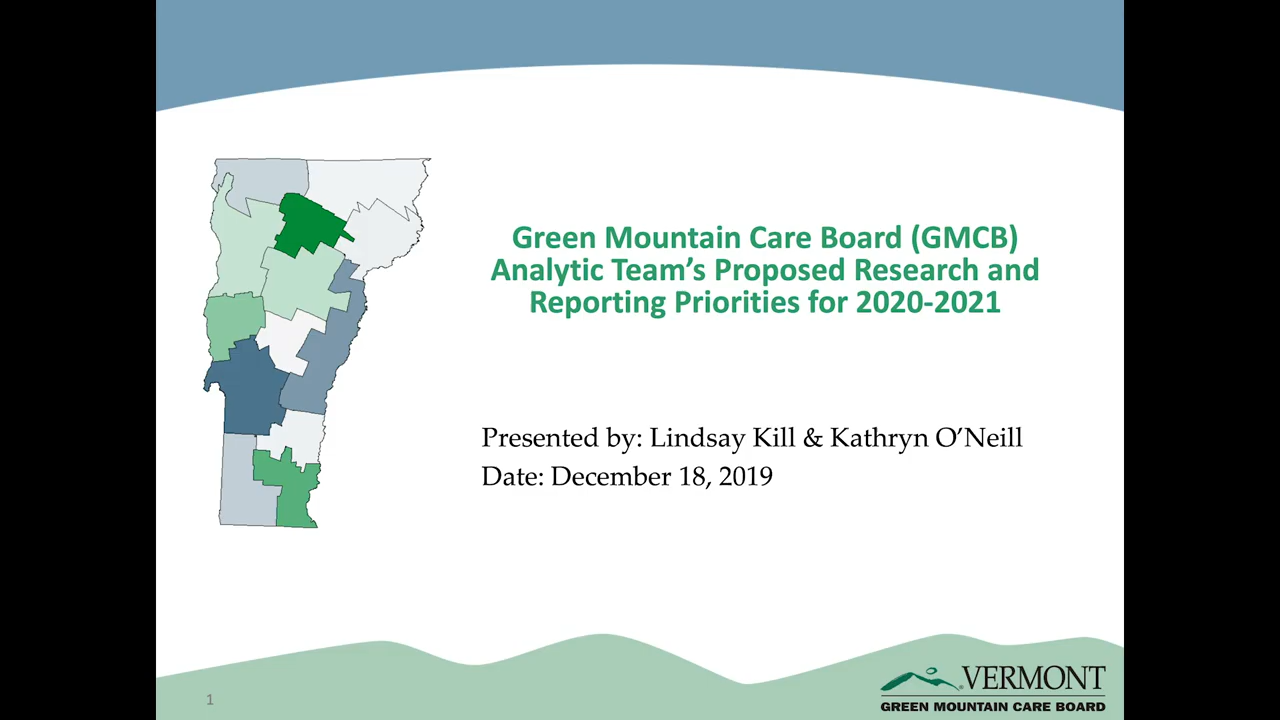 Green Mountain Care Board (GMCB)
Analytic Team's Proposed Research and
Reporting Priorities for 2020-2021
Presented by: Lindsay Kill & Kathryn O'Neill
Date: December 18, 2019
1
VERMONT
GREEN MOUNTAIN CARE BOARD